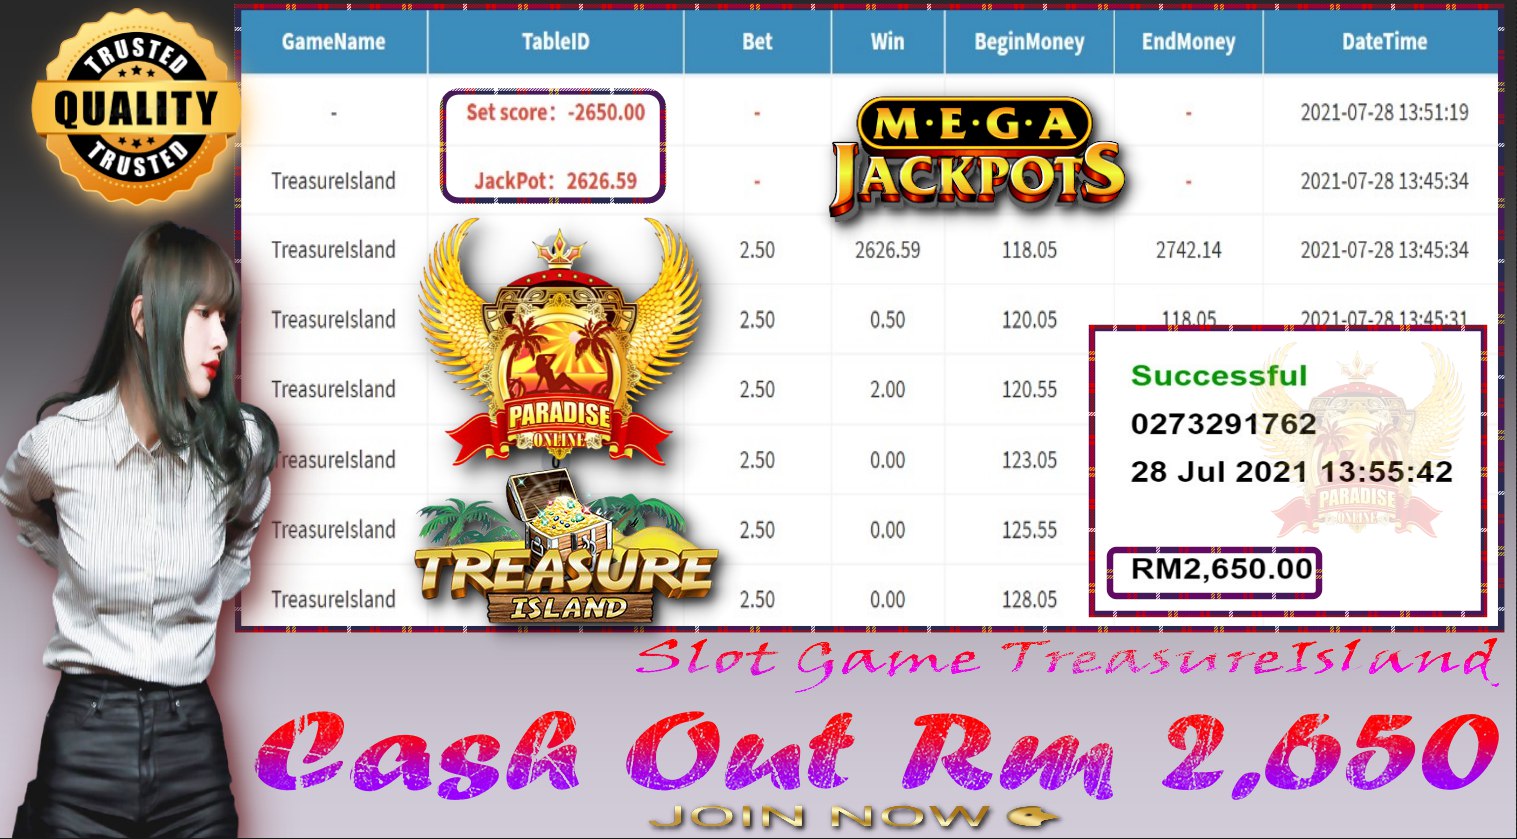 TRUSTED
QUALITY
TRUSTED
GameName TableID Bet Win BeginMoney EndMoney DateTime
- Set score: -2650.00 - - 2021-07-28 13:51:19
MEGA
JACKPOTS
TreasureIsland JackPot: 2626.59 - - 2021-07-28 13:45:34
TreasureIsland 2.50 2626.59 118.05 2742.14 2021-07-28 13:45:34
TreasureIsland 2.50 0.50 120.05 118.05 2021-07-28 13:45:31
TreasureIsland 2.50 2.00 120.55
TreasureIsland 2.50 0.00 123.05
TreasureIsland 2.50 0.00 125.55
TreasureIsland 2.50 0.00 128.05
PARADISE
ONLINE
TREASURE
ISLAND
Successful
0273291762
28 Jul 2021 13:55:42
PARADISE
ONLINE
RM2,650.00
Slot Game TreasureIsland
Cash Out Rm 2,650
JOIN NOW